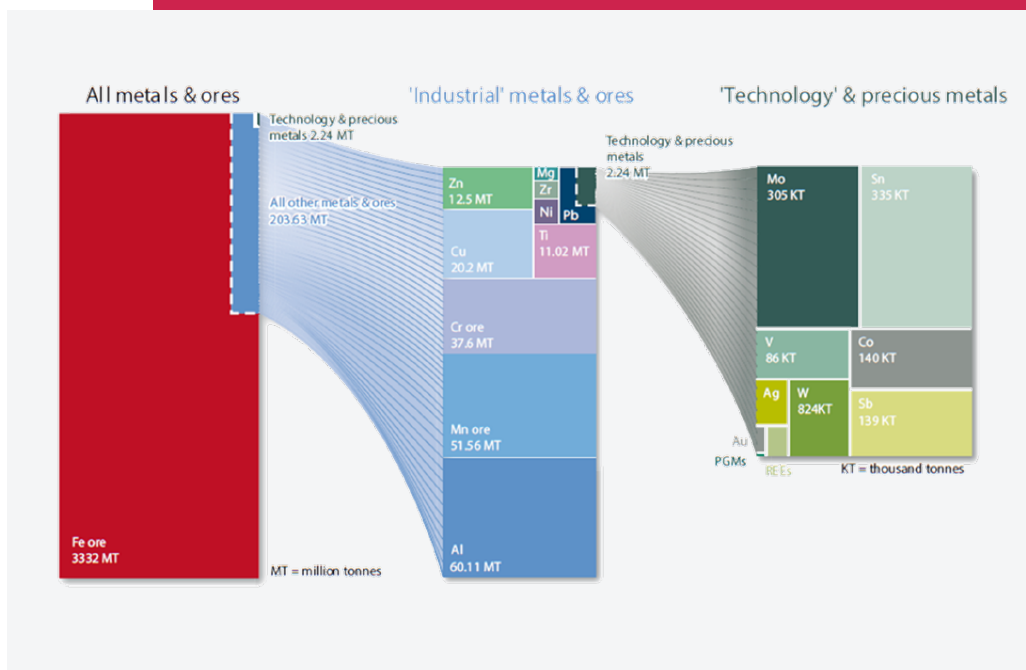 All metals & ores
Technology & precious
metals 2.24 MT
All other metals & ores
203.63 MT
Fe ore
3332 MT
MT = million tonnes
'Industrial' metals & ores
Zn
12.5 MT
Mg
Zr
Ni
Pb
Cu
20.2 MT
Ti
11.02 MT
Cr ore
37.6 MT
Mn ore
51.56 MT
Al
60.11 MT
Technology & precious
metals
2.24 MT
'Technology' & precious metals
Mo
305 KT
Sn
335 KT
V
86 KT
Co
140 KT
Ag
W
824KT
Sb
139 KT
Au
PGMs
REEs
KT = thousand tonnes